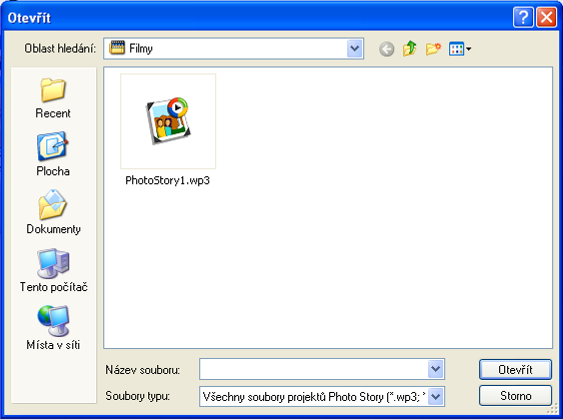 Otevřít
Oblast hledání: Filmy
Recent
Plocha
Dokumenty
Tento počítač
Místa v síti
PhotoStory1.wp3
Název souboru: Otevřít
Soubory typu: Všechny soubory projektů Photo Story (*.wp3; * Storno